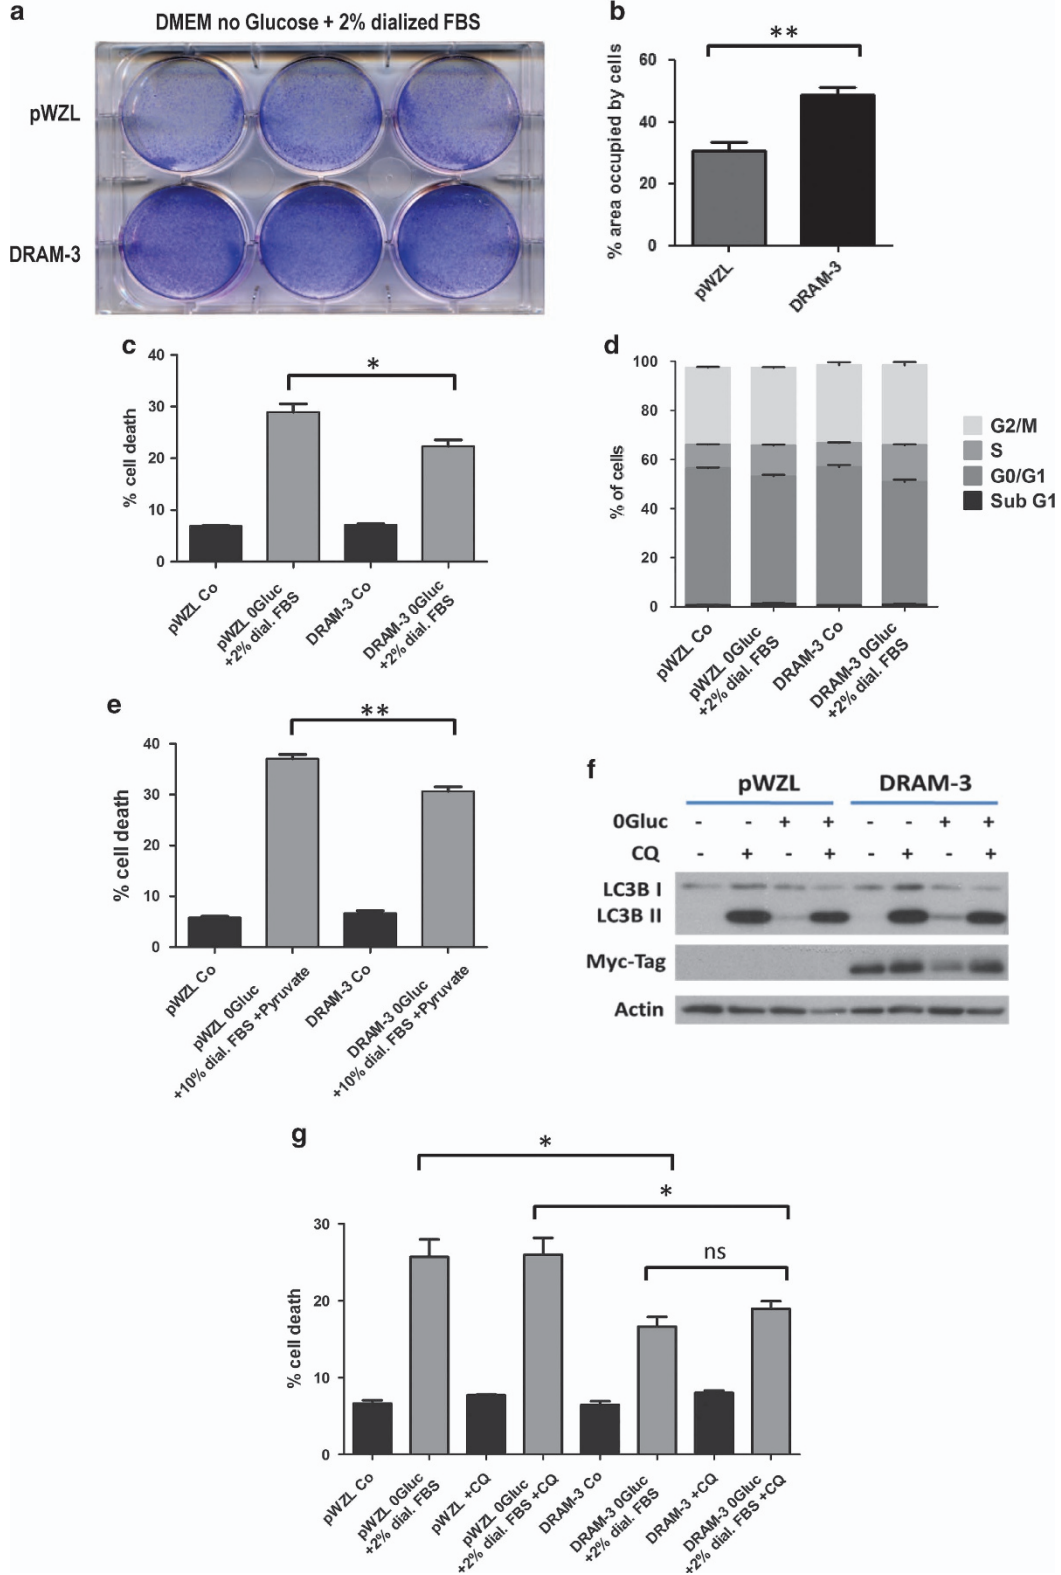 a
DMEM no Glucose + 2% dialized FBS
pWZL
DRAM-3
b
**
% area occupied by cells
60
40
20
0
pWZL
DRAM-3
c
*
% cell death
40
30
20
10
0
pWZL Co
pWZL 0Gluc
+2% dial. FBS
DRAM-3 Co
DRAM-3 0Gluc
+2% dial. FBS
d
% of cells
100
80
60
40
20
0
pWZL Co
pWZL 0Gluc
+2% dial. FBS
DRAM-3 Co
DRAM-3 0Gluc
+2% dial. FBS
G2/M
S
G0/G1
Sub G1
e
**
% cell death
40
30
20
10
0
pWZL Co
pWZL 0Gluc
+10% dial. FBS +Pyruvate
DRAM-3 Co
DRAM-3 0Gluc
+10% dial. FBS +Pyruvate
f
pWZL DRAM-3
0Gluc - - + + - - + +
CQ - + - + - + - +
LC3B I
LC3B II
Myc-Tag
Actin
g
*
*
ns
% cell death
30
20
10
0
pWZL Co
pWZL 0Gluc
+2% dial. FBS
pWZL +CQ
pWZL 0Gluc
+2% dial. FBS +CQ
DRAM-3 Co
DRAM-3 0Gluc
+2% dial. FBS
DRAM-3 +CQ
DRAM-3 0Gluc
+2% dial. FBS +CQ